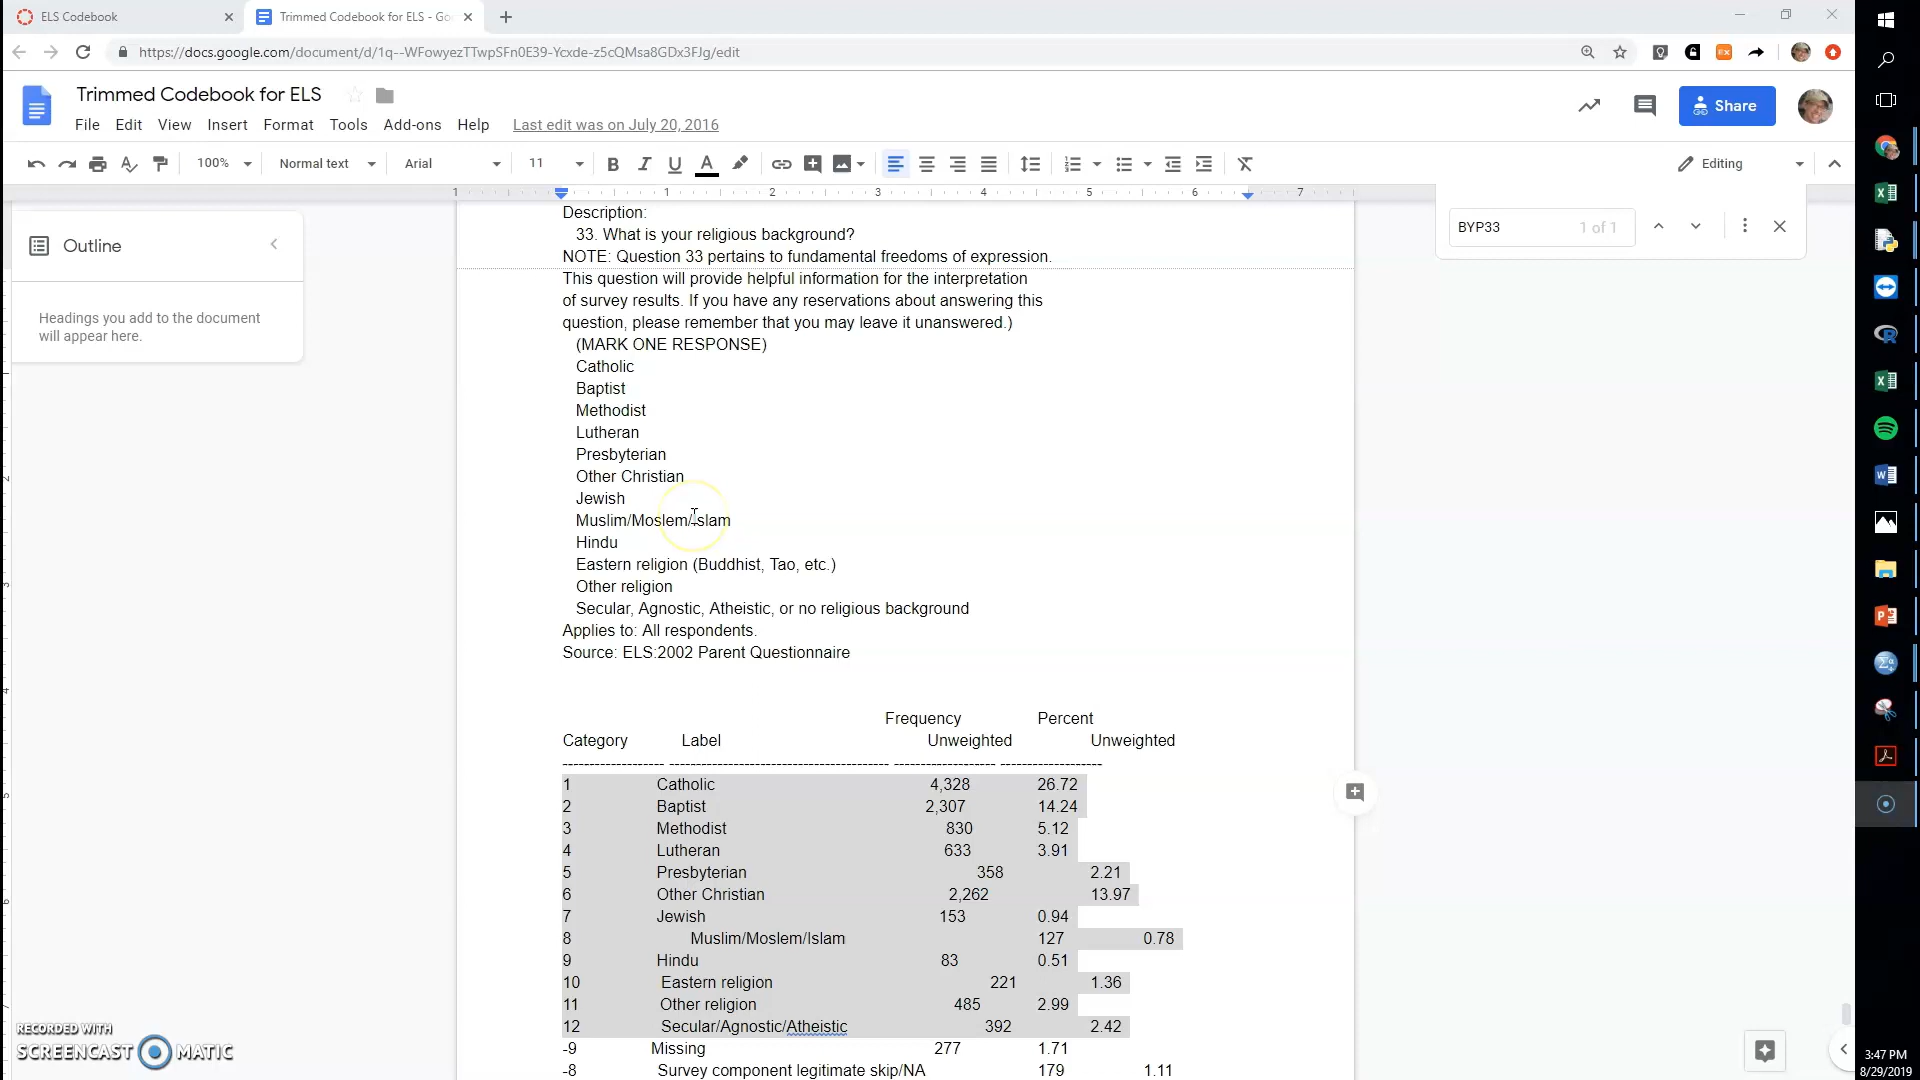 ELS Codebook
Trimmed Codebook for ELS - Goo
https://docs.google.com/document/d/1q--WFowyezTTwpSFn0E39-Ycxde-z5cQMsa8GDx3FJg/edit
Trimmed Codebook for ELS
Share
File Edit View Insert Format Tools Add-ons Help Last edit was on July 20, 2016
100% Normal text Arial 11 B I U A Editing
1 1 2 3 4 5 6 7
BYP33 1 of 1
Outline
Headings you add to the document
will appear here.
Description:
33. What is your religious background?
NOTE: Question 33 pertains to fundamental freedoms of expression.
This question will provide helpful information for the interpretation
of survey results. If you have any reservations about answering this
question, please remember that you may leave it unanswered.)
(MARK ONE RESPONSE)
Catholic
Baptist
Methodist
Lutheran
Presbyterian
Other Christian
Jewish
Muslim/Moslem/Islam
Hindu
Eastern religion (Buddhist, Tao, etc.)
Other religion
Secular, Agnostic, Atheistic, or no religious background
Applies to: All respondents.
Source: ELS:2002 Parent Questionnaire
Frequency Percent
Category Label Unweighted Unweighted
------------------- ----------------------------------------- ------------------- -------------------
1 Catholic 4,328 26.72
2 Baptist 2,307 14.24
3 Methodist 830 5.12
4 Lutheran 633 3.91
5 Presbyterian 358 2.21
6 Other Christian 2,262 13.97
7 Jewish 153 0.94
8 Muslim/Moslem/Islam 127 0.78
9 Hindu 83 0.51
10 Eastern religion 221 1.36
11 Other religion 485 2.99
12 Secular/Agnostic/Atheistic 392 2.42
-9 Missing 277 1.71
-8 Survey component legitimate skip/NA 179 1.11
RECORDED WITH
SCREENCAST MATIC
3:47 PM
8/29/2019